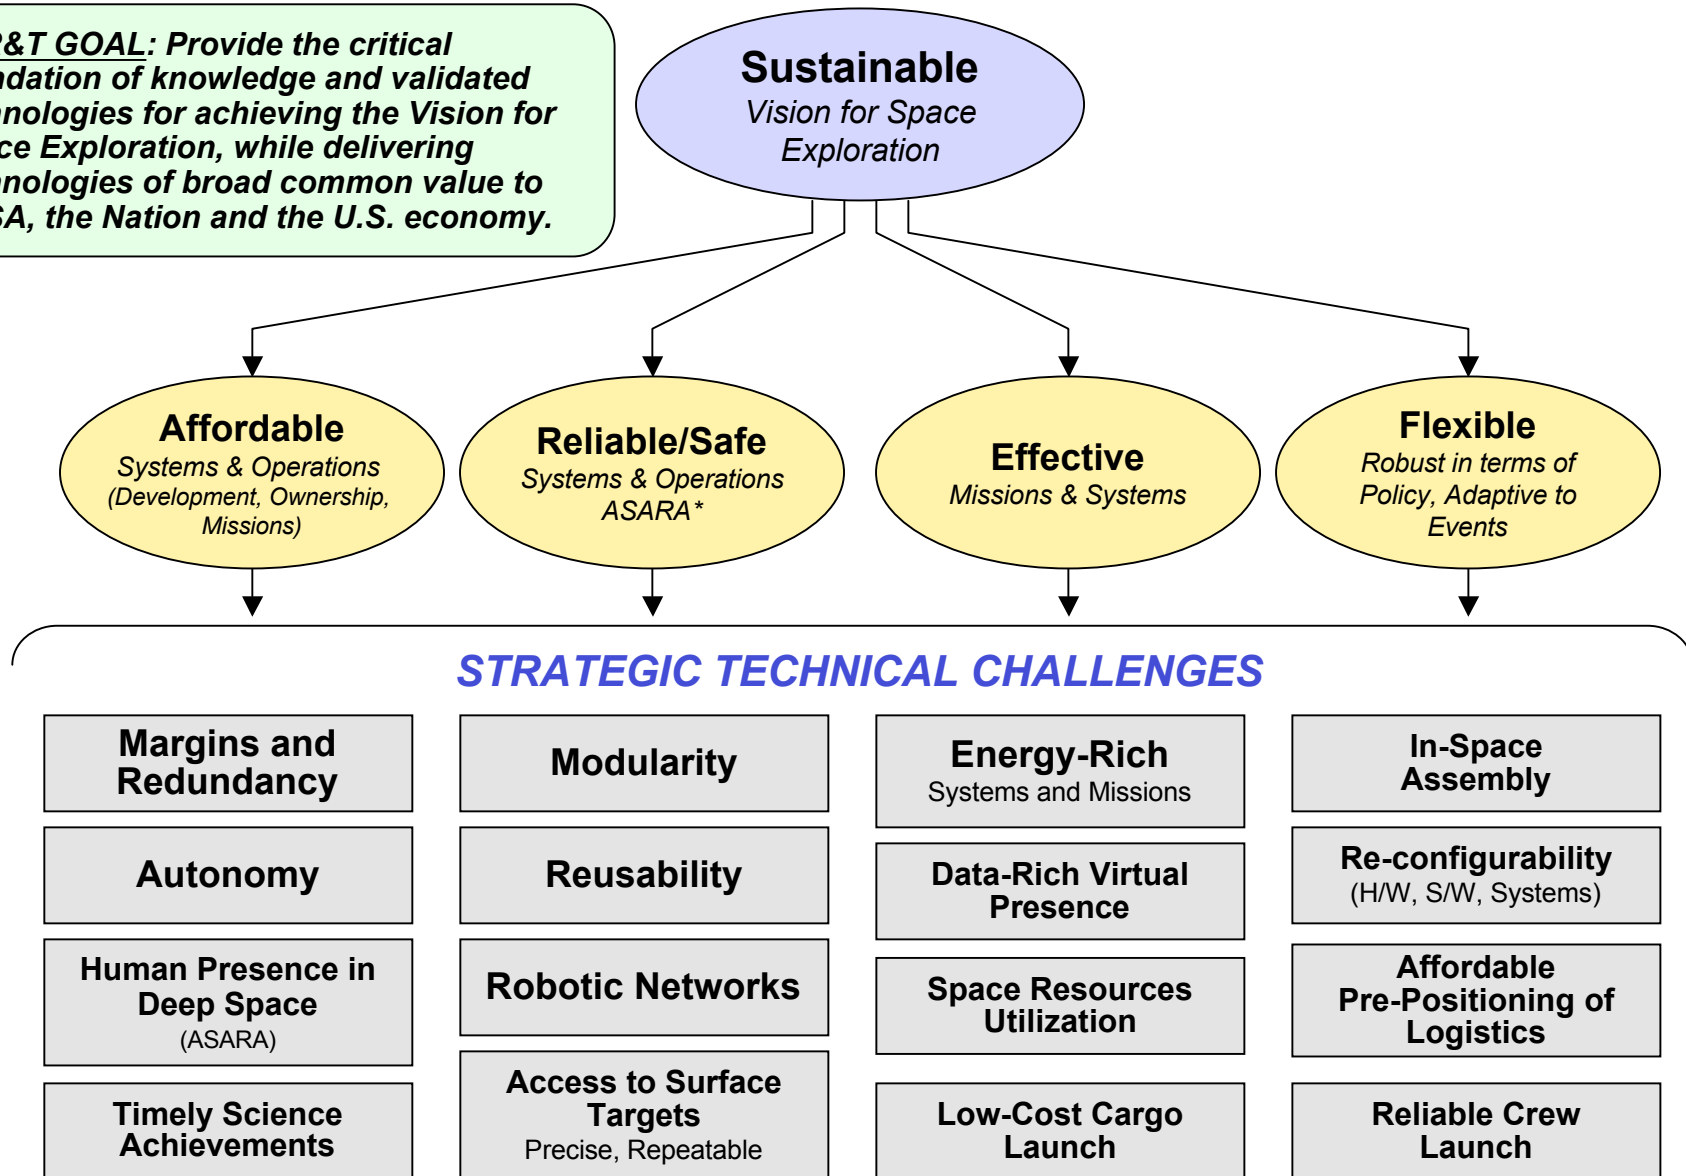 R&T GOAL: Provide the critical
ndation of knowledge and validated
hnologies for achieving the Vision for
ce Exploration, while delivering
hnologies of broad common value to
SA, the Nation and the U.S. economy.
Sustainable
Vision for Space
Exploration
Affordable
Systems & Operations
(Development, Ownership,
Missions)
Reliable/Safe
Systems & Operations
ASARA*
Effective
Missions & Systems
Flexible
Robust in terms of
Policy, Adaptive to
Events
STRATEGIC TECHNICAL CHALLENGES
Margins and
Redundancy
Modularity
Energy-Rich
Systems and Missions
In-Space
Assembly
Autonomy
Reusability
Data-Rich Virtual
Presence
Re-configurability
(H/W, S/W, Systems)
Human Presence in
Deep Space
(ASARA)
Robotic Networks
Space Resources
Utilization
Affordable
Pre-Positioning of
Logistics
Timely Science
Achievements
Access to Surface
Targets
Precise, Repeatable
Low-Cost Cargo
Launch
Reliable Crew
Launch